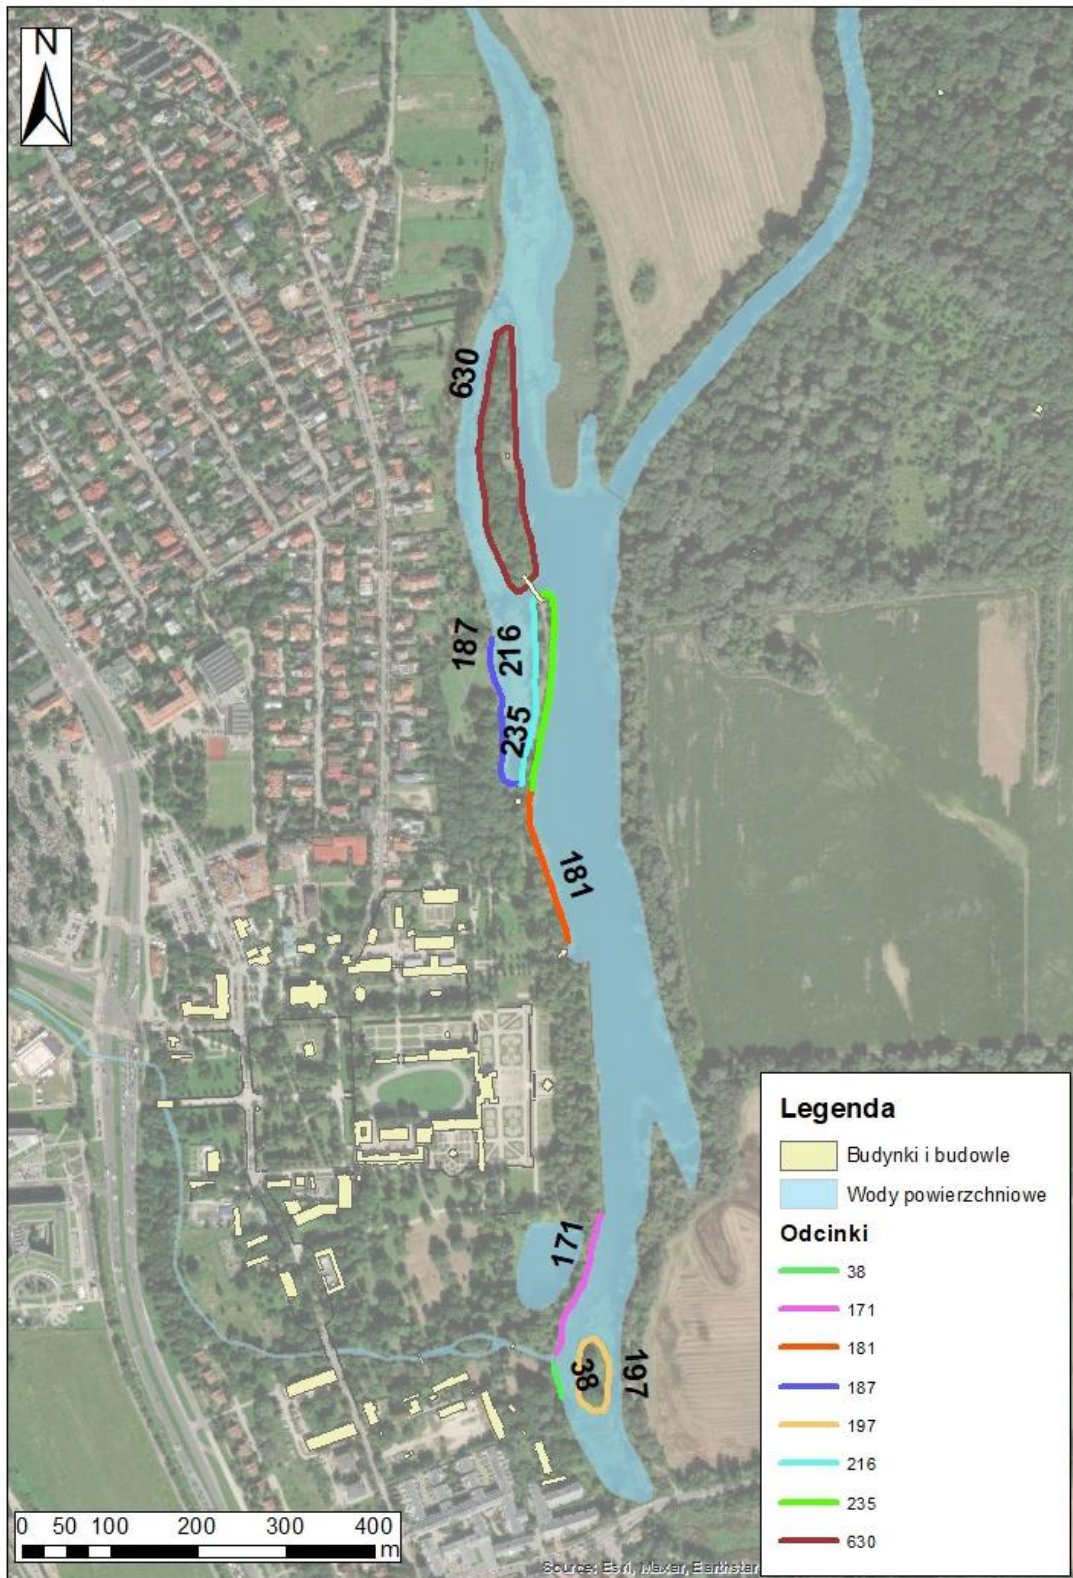 N
630
187
216
235
181
171
38
197
Legenda
Budynki i budowle
Wody powierzchniowe
Odcinki
38
171
181
187
197
216
235
630
0 50 100 200 300 400
m
Source: Esri, Maxar, Earthstar